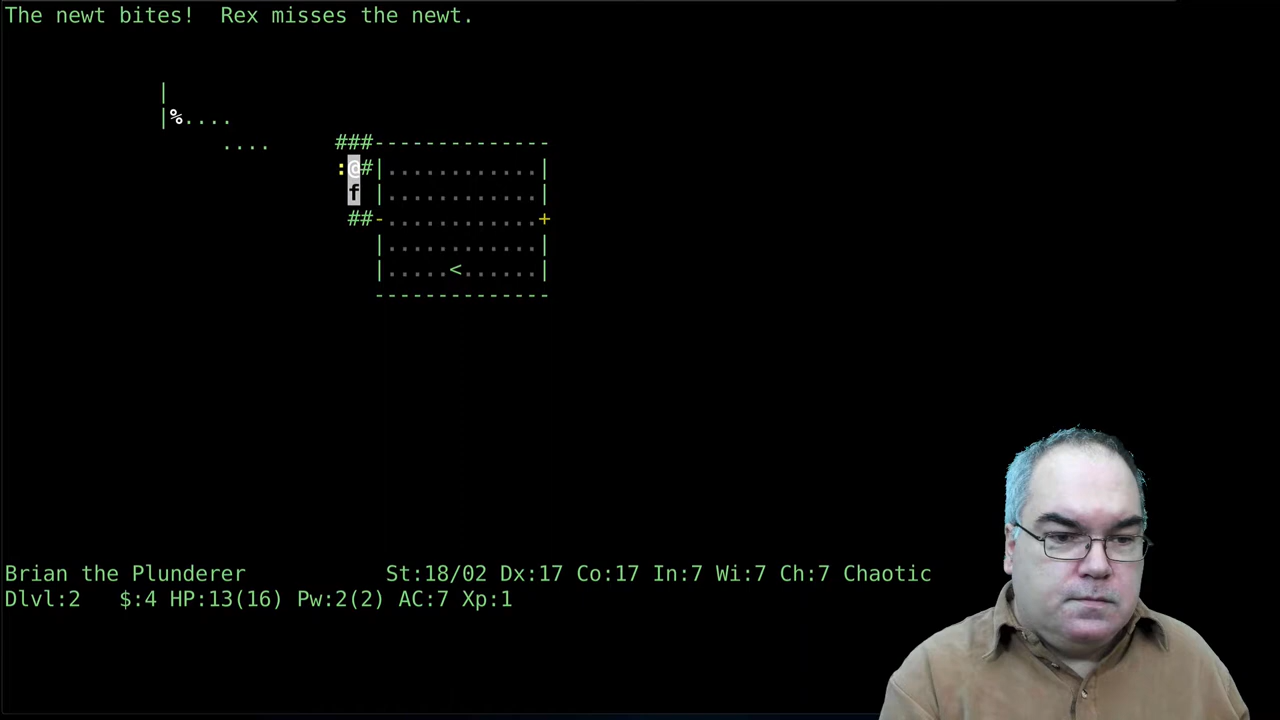 The newt bites!  Rex misses the newt.
|
|%....
....     ###-------------
:@#|............|
f |............|
##-............+
|............|
|.....<......|
--------------
Brian the Plunderer           St:18/02 Dx:17 Co:17 In:7 Wi:7 Ch:7 Chaotic
Dlvl:2   $:4 HP:13(16) Pw:2(2) AC:7 Xp:1